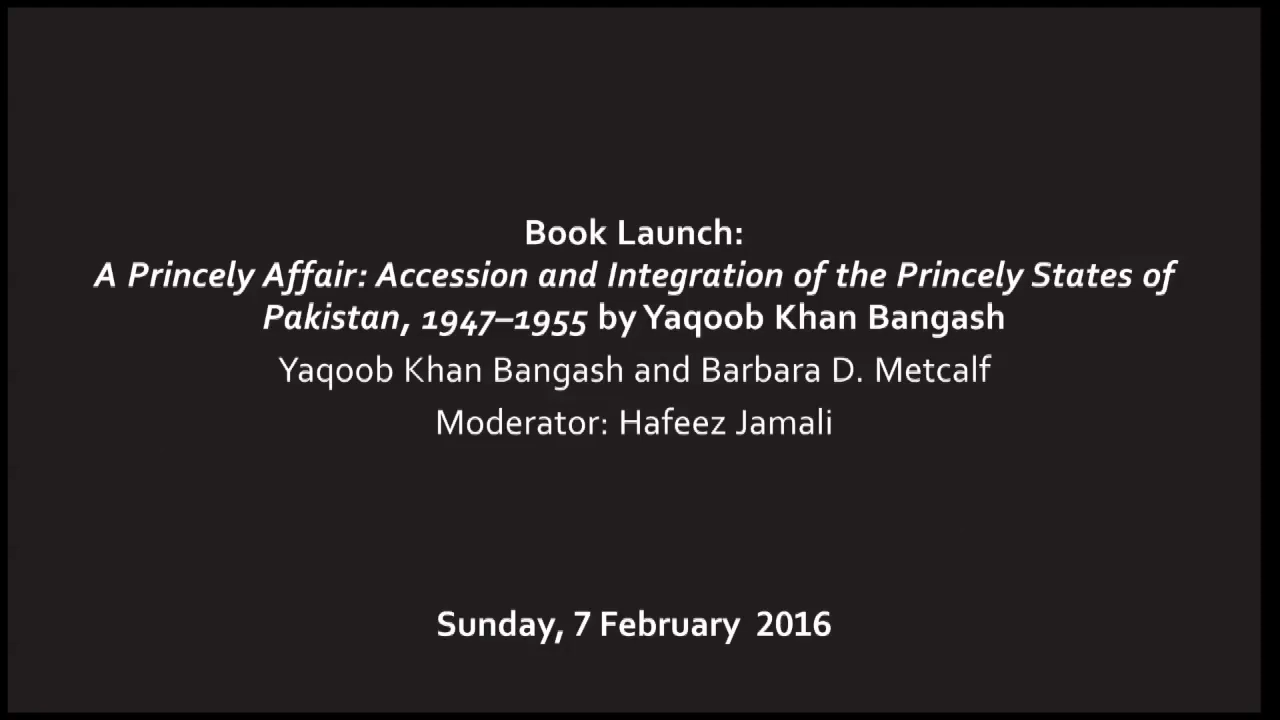 Book Launch:
A Princely Affair: Accession and Integration of the Princely States of
Pakistan, 1947–1955 by Yaqoob Khan Bangash
Yaqoob Khan Bangash and Barbara D. Metcalf
Moderator: Hafeez Jamali
Sunday, 7 February 2016